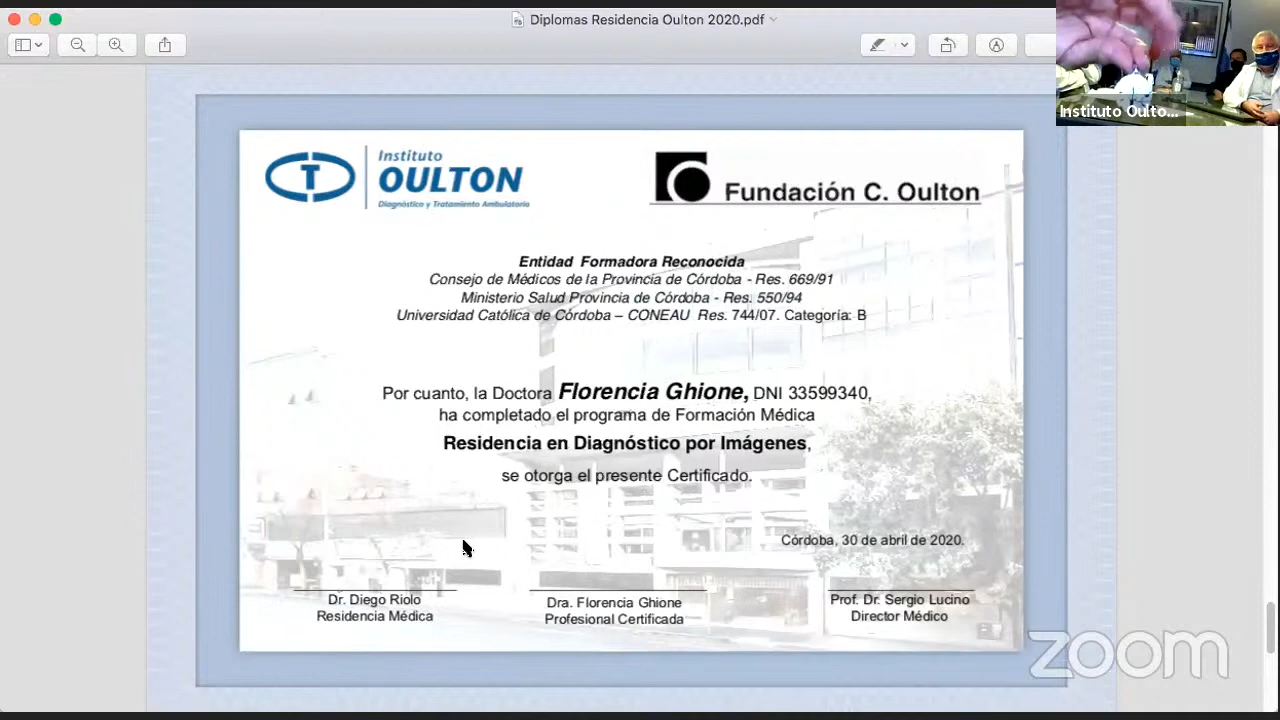 Diplomas Residencia Oulton 2020.pdf
Instituto Oulto...
Instituto
OULTON
Diagnóstico y Tratamiento Ambulatorio
Fundación C. Oulton
Entidad Formadora Reconocida
Consejo de Médicos de la Provincia de Córdoba - Res. 669/91
Ministerio Salud Provincia de Córdoba - Res. 550/94
Universidad Católica de Córdoba – CONEAU Res. 744/07. Categoría: B
Por cuanto, la Doctora Florencia Ghione, DNI 33599340,
ha completado el programa de Formación Médica
Residencia en Diagnóstico por Imágenes,
se otorga el presente Certificado.
Córdoba, 30 de abril de 2020.
Dr. Diego Riolo
Residencia Médica
Dra. Florencia Ghione
Profesional Certificada
Prof. Dr. Sergio Lucino
Director Médico
zoom